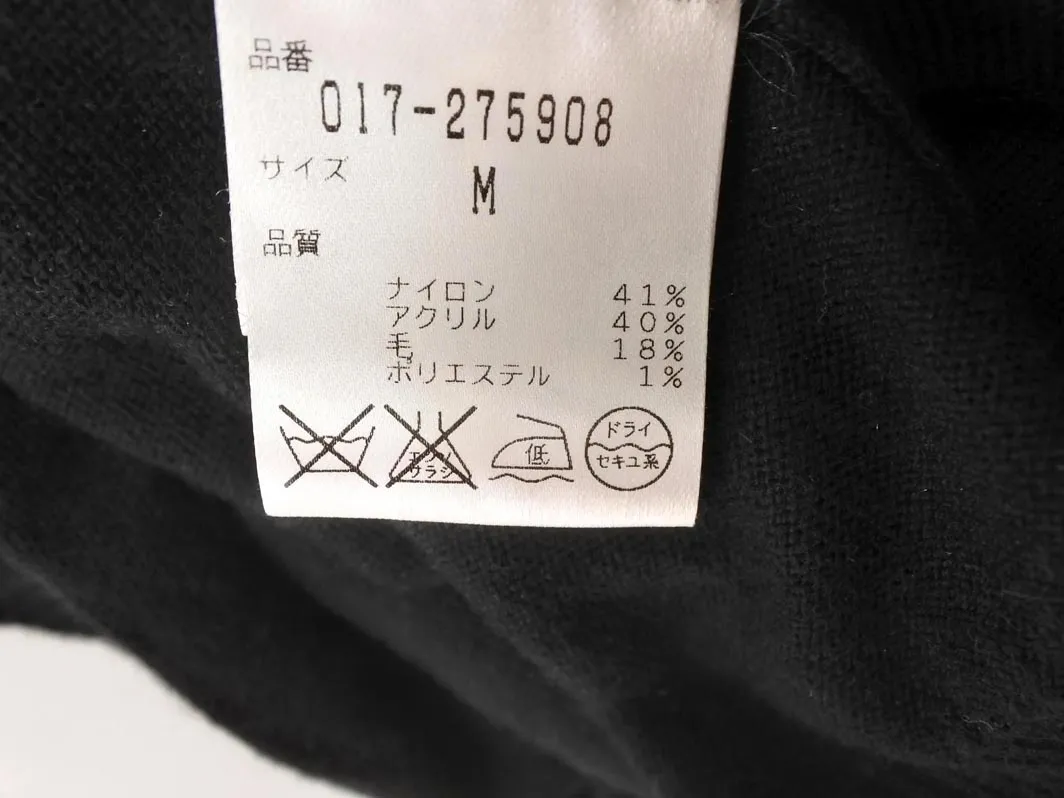 品番
017-275908
サイズ
M
品質
ナイロン 41%
アクリル 40%
毛 18%
ポリエステル 1%
エンソ
サラシ
低
ドライ
セキユ系